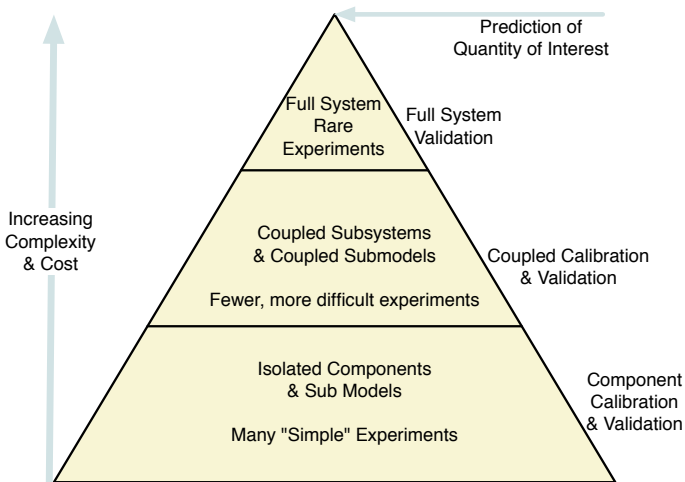 Prediction of
Quantity of Interest
Full System
Rare
Experiments
Full System
Validation
Increasing
Complexity
& Cost
Coupled Subsystems
& Coupled Submodels
Fewer, more difficult experiments
Coupled Calibration
& Validation
Isolated Components
& Sub Models
Many "Simple" Experiments
Component
Calibration
& Validation